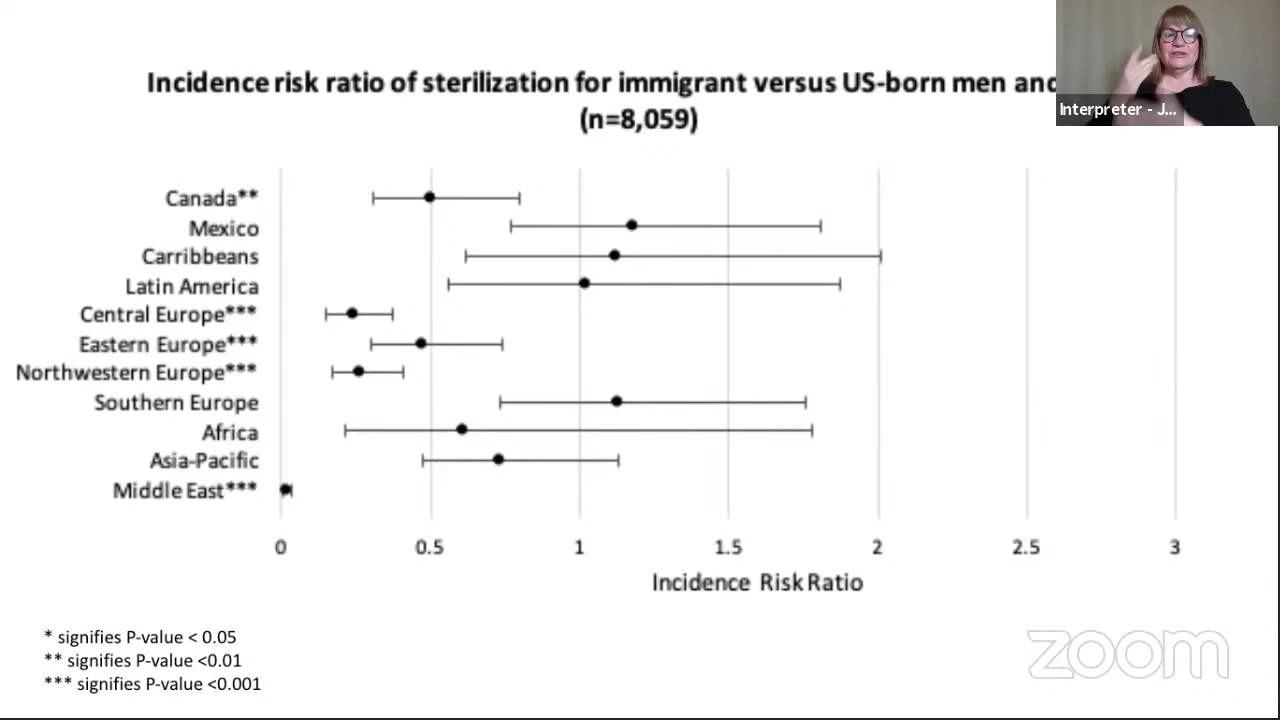 Incidence risk ratio of sterilization for immigrant versus US-born men and
(n=8,059)
Interpreter - J...
Canada**
Mexico
Carribbeans
Latin America
Central Europe***
Eastern Europe***
Northwestern Europe***
Southern Europe
Africa
Asia-Pacific
Middle East***
0 0.5 1 1.5 2 2.5 3
Incidence Risk Ratio
* signifies P-value < 0.05
** signifies P-value <0.01
*** signifies P-value <0.001
zoom